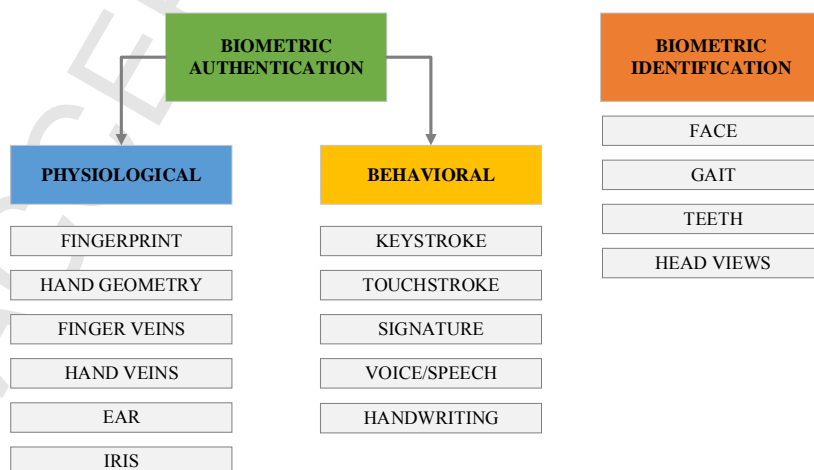 BIOMETRIC
AUTHENTICATION
BIOMETRIC
IDENTIFICATION
PHYSIOLOGICAL
FINGERPRINT
HAND GEOMETRY
FINGER VEINS
HAND VEINS
EAR
IRIS
BEHAVIORAL
KEYSTROKE
TOUCHSTROKE
SIGNATURE
VOICE/SPEECH
HANDWRITING
FACE
GAIT
TEETH
HEAD VIEWS